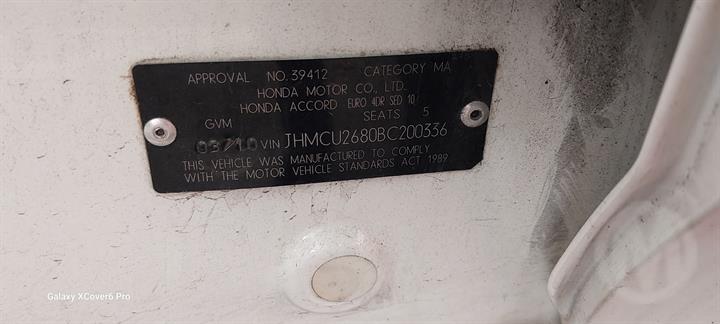 APPROVAL NO. 39412 CATEGORY MA
HONDA MOTOR CO., LTD.
HONDA ACCORD EURO 4DR SED 10
SEATS 5
GVM
03/10 VIN JHMCU2680BC200336
THIS VEHICLE WAS MANUFACTURED TO COMPLY
WITH THE MOTOR VEHICLE STANDARDS ACT 1989
Galaxy XCover6 Pro